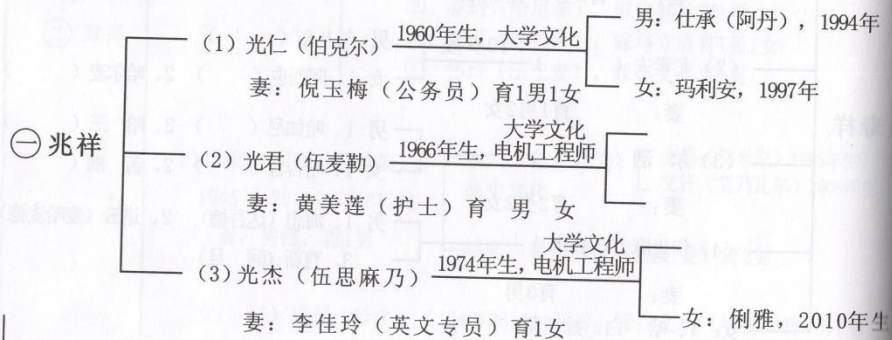 ㊀兆祥
(1)光仁(伯克尔) 1960年生，大学文化
男：仕承(阿丹)，1994年
妻：倪玉梅(公务员)育1男1女
女：玛利安，1997年
(2)光君(伍麦勒) 大学文化
1966年生，电机工程师
妻：黄美莲(护士)育 男 女
(3)光杰(伍思麻乃) 大学文化
1974年生，电机工程师
妻：李佳玲(英文专员)育1女
女：俐雅，2010年生